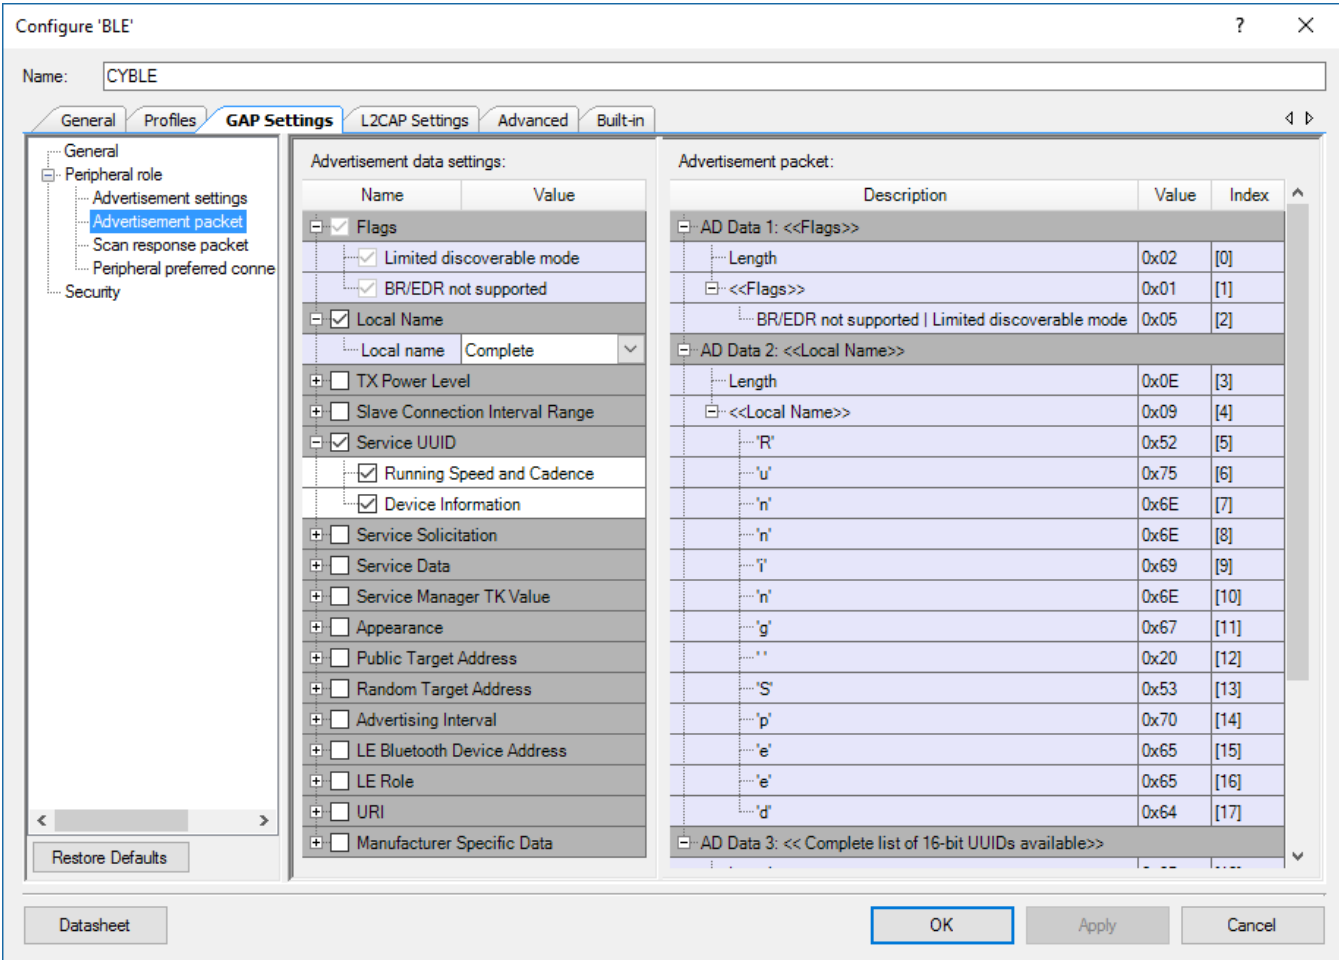 Configure 'BLE'
?
Name: CYBLE
General Profiles GAP Settings L2CAP Settings Advanced Built-in
General
Peripheral role
Advertisement settings
Advertisement packet
Scan response packet
Peripheral preferred conne
Security
Restore Defaults
Advertisement data settings:
Name Value
Flags
Limited discoverable mode
BR/EDR not supported
Local Name
Local name Complete
TX Power Level
Slave Connection Interval Range
Service UUID
Running Speed and Cadence
Device Information
Service Solicitation
Service Data
Service Manager TK Value
Appearance
Public Target Address
Random Target Address
Advertising Interval
LE Bluetooth Device Address
LE Role
URI
Manufacturer Specific Data
Advertisement packet:
Description Value Index
AD Data 1: <<Flags>>
Length 0x02 [0]
<<Flags>> 0x01 [1]
BR/EDR not supported | Limited discoverable mode 0x05 [2]
AD Data 2: <<Local Name>>
Length 0x0E [3]
<<Local Name>> 0x09 [4]
'R' 0x52 [5]
'u' 0x75 [6]
'n' 0x6E [7]
'n' 0x6E [8]
'i' 0x69 [9]
'n' 0x6E [10]
'g' 0x67 [11]
' ' 0x20 [12]
'S' 0x53 [13]
'p' 0x70 [14]
'e' 0x65 [15]
'e' 0x65 [16]
'd' 0x64 [17]
AD Data 3: << Complete list of 16-bit UUIDs available>>
Datasheet OK Apply Cancel